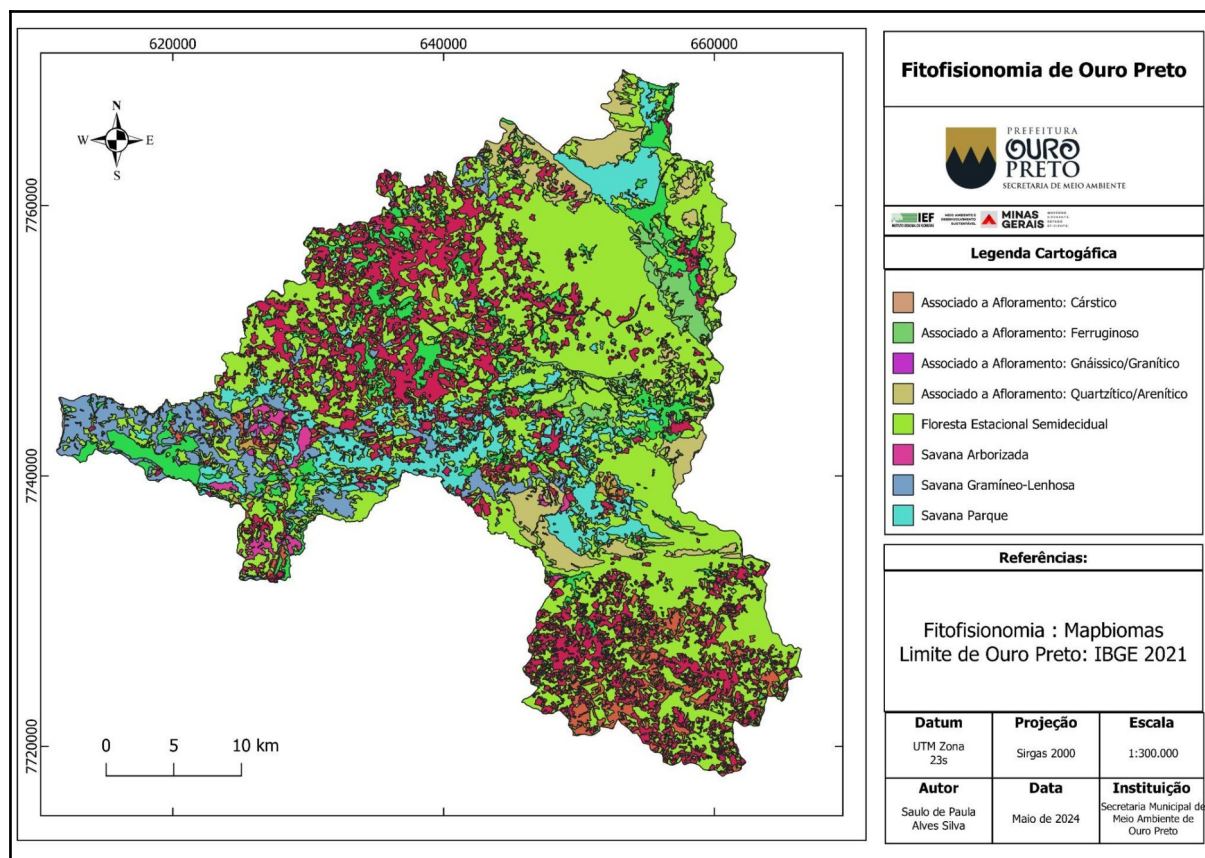 620000
640000
660000
7760000
7740000
7720000
N
W
E
S
0
5
10 km
Fitofisionomia de Ouro Preto
PREFEITURA
OURO
PRETO
SECRETARIA DE MEIO AMBIENTE
IEF
MEIO AMBIENTE E
DESENVOLVIMENTO
SUSTENTÁVEL
MINAS
GERAIS
Legenda Cartogáfica
Associado a Afloramento: Cárstico
Associado a Afloramento: Ferruginoso
Associado a Afloramento: Gnáissico/Granítico
Associado a Afloramento: Quartzítico/Arenítico
Floresta Estacional Semidecidual
Savana Arborizada
Savana Gramíneo-Lenhosa
Savana Parque
Referências:
Fitofisionomia : Mapbiomas
Limite de Ouro Preto: IBGE 2021
Datum
UTM Zona
23s
Projeção
Sirgas 2000
Escala
1:300.000
Autor
Saulo de Paula
Alves Silva
Data
Maio de 2024
Instituição
Secretaria Municipal de
Meio Ambiente de
Ouro Preto